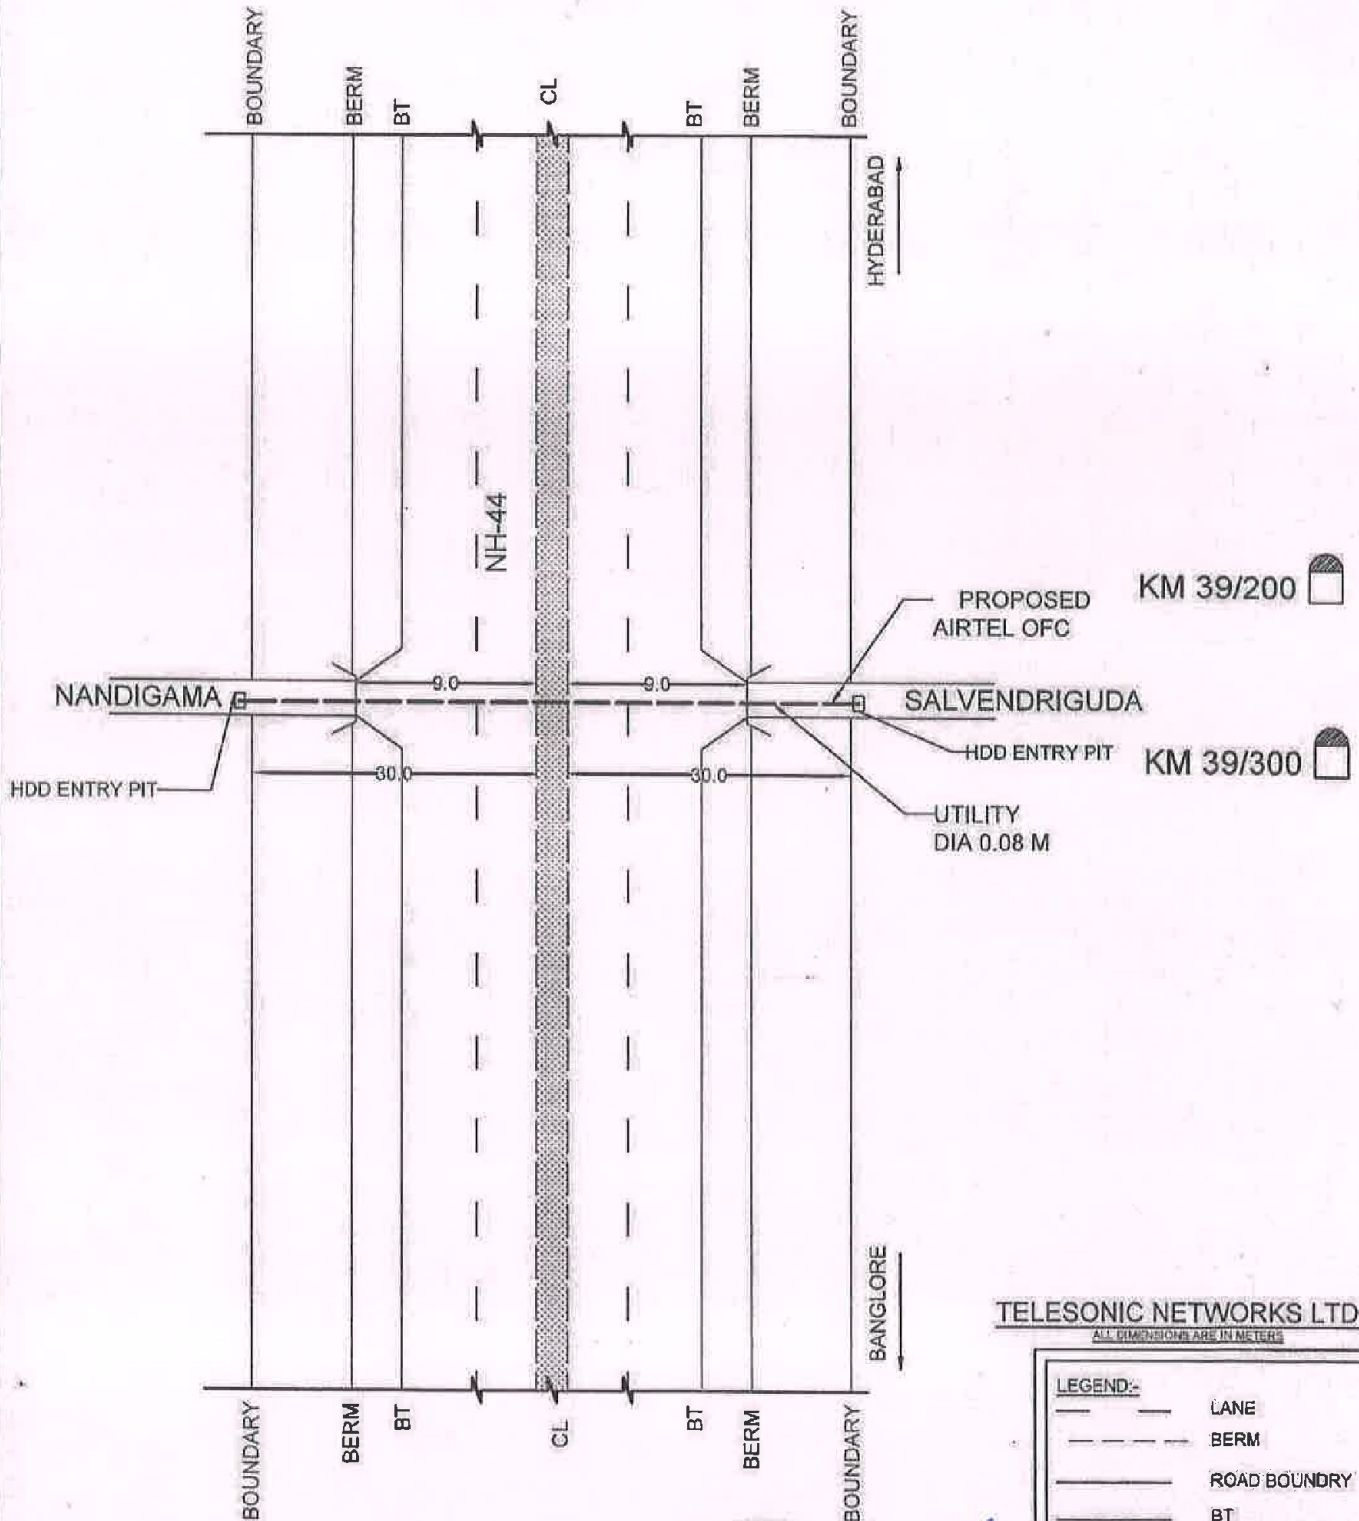 BOUNDARY
BERM
BT
CL
BT
BERM
BOUNDARY
HYDERABAD
NH-44
KM 39/200
PROPOSED
AIRTEL OFC
9.0
9.0
NANDIGAMA
SALVENDRIGUDA
HDD ENTRY PIT
KM 39/300
30.0
30.0
HDD ENTRY PIT
UTILITY
DIA 0.08 M
BANGLORE
TELESONIC NETWORKS LTD
ALL DIMENSIONS ARE IN METERS
LEGEND:-
LANE
BERM
ROAD BOUNDRY
BT
BOUNDARY
BERM
BT
CL
BT
BERM
BOUNDARY